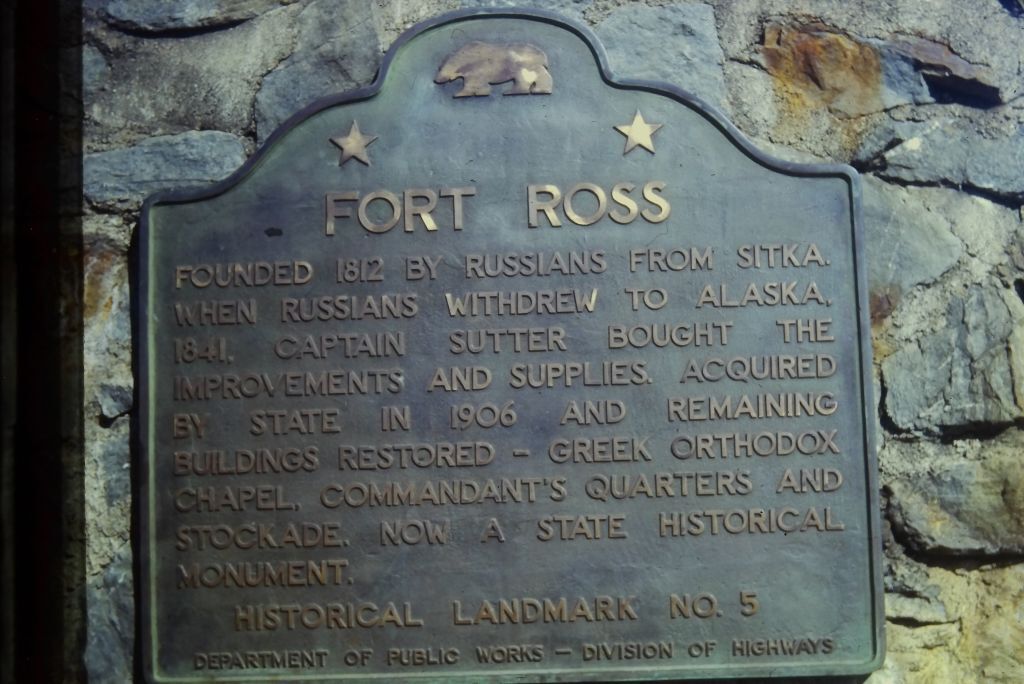 FORT ROSS
FOUNDED 1812 BY RUSSIANS FROM SITKA.
WHEN RUSSIANS WITHDREW TO ALASKA,
1841, CAPTAIN SUTTER BOUGHT THE
IMPROVEMENTS AND SUPPLIES. ACQUIRED
BY STATE IN 1906 AND REMAINING
BUILDINGS RESTORED - GREEK ORTHODOX
CHAPEL, COMMANDANT'S QUARTERS AND
STOCKADE. NOW A STATE HISTORICAL
MONUMENT.
HISTORICAL LANDMARK NO. 5
DEPARTMENT OF PUBLIC WORKS - DIVISION OF HIGHWAYS